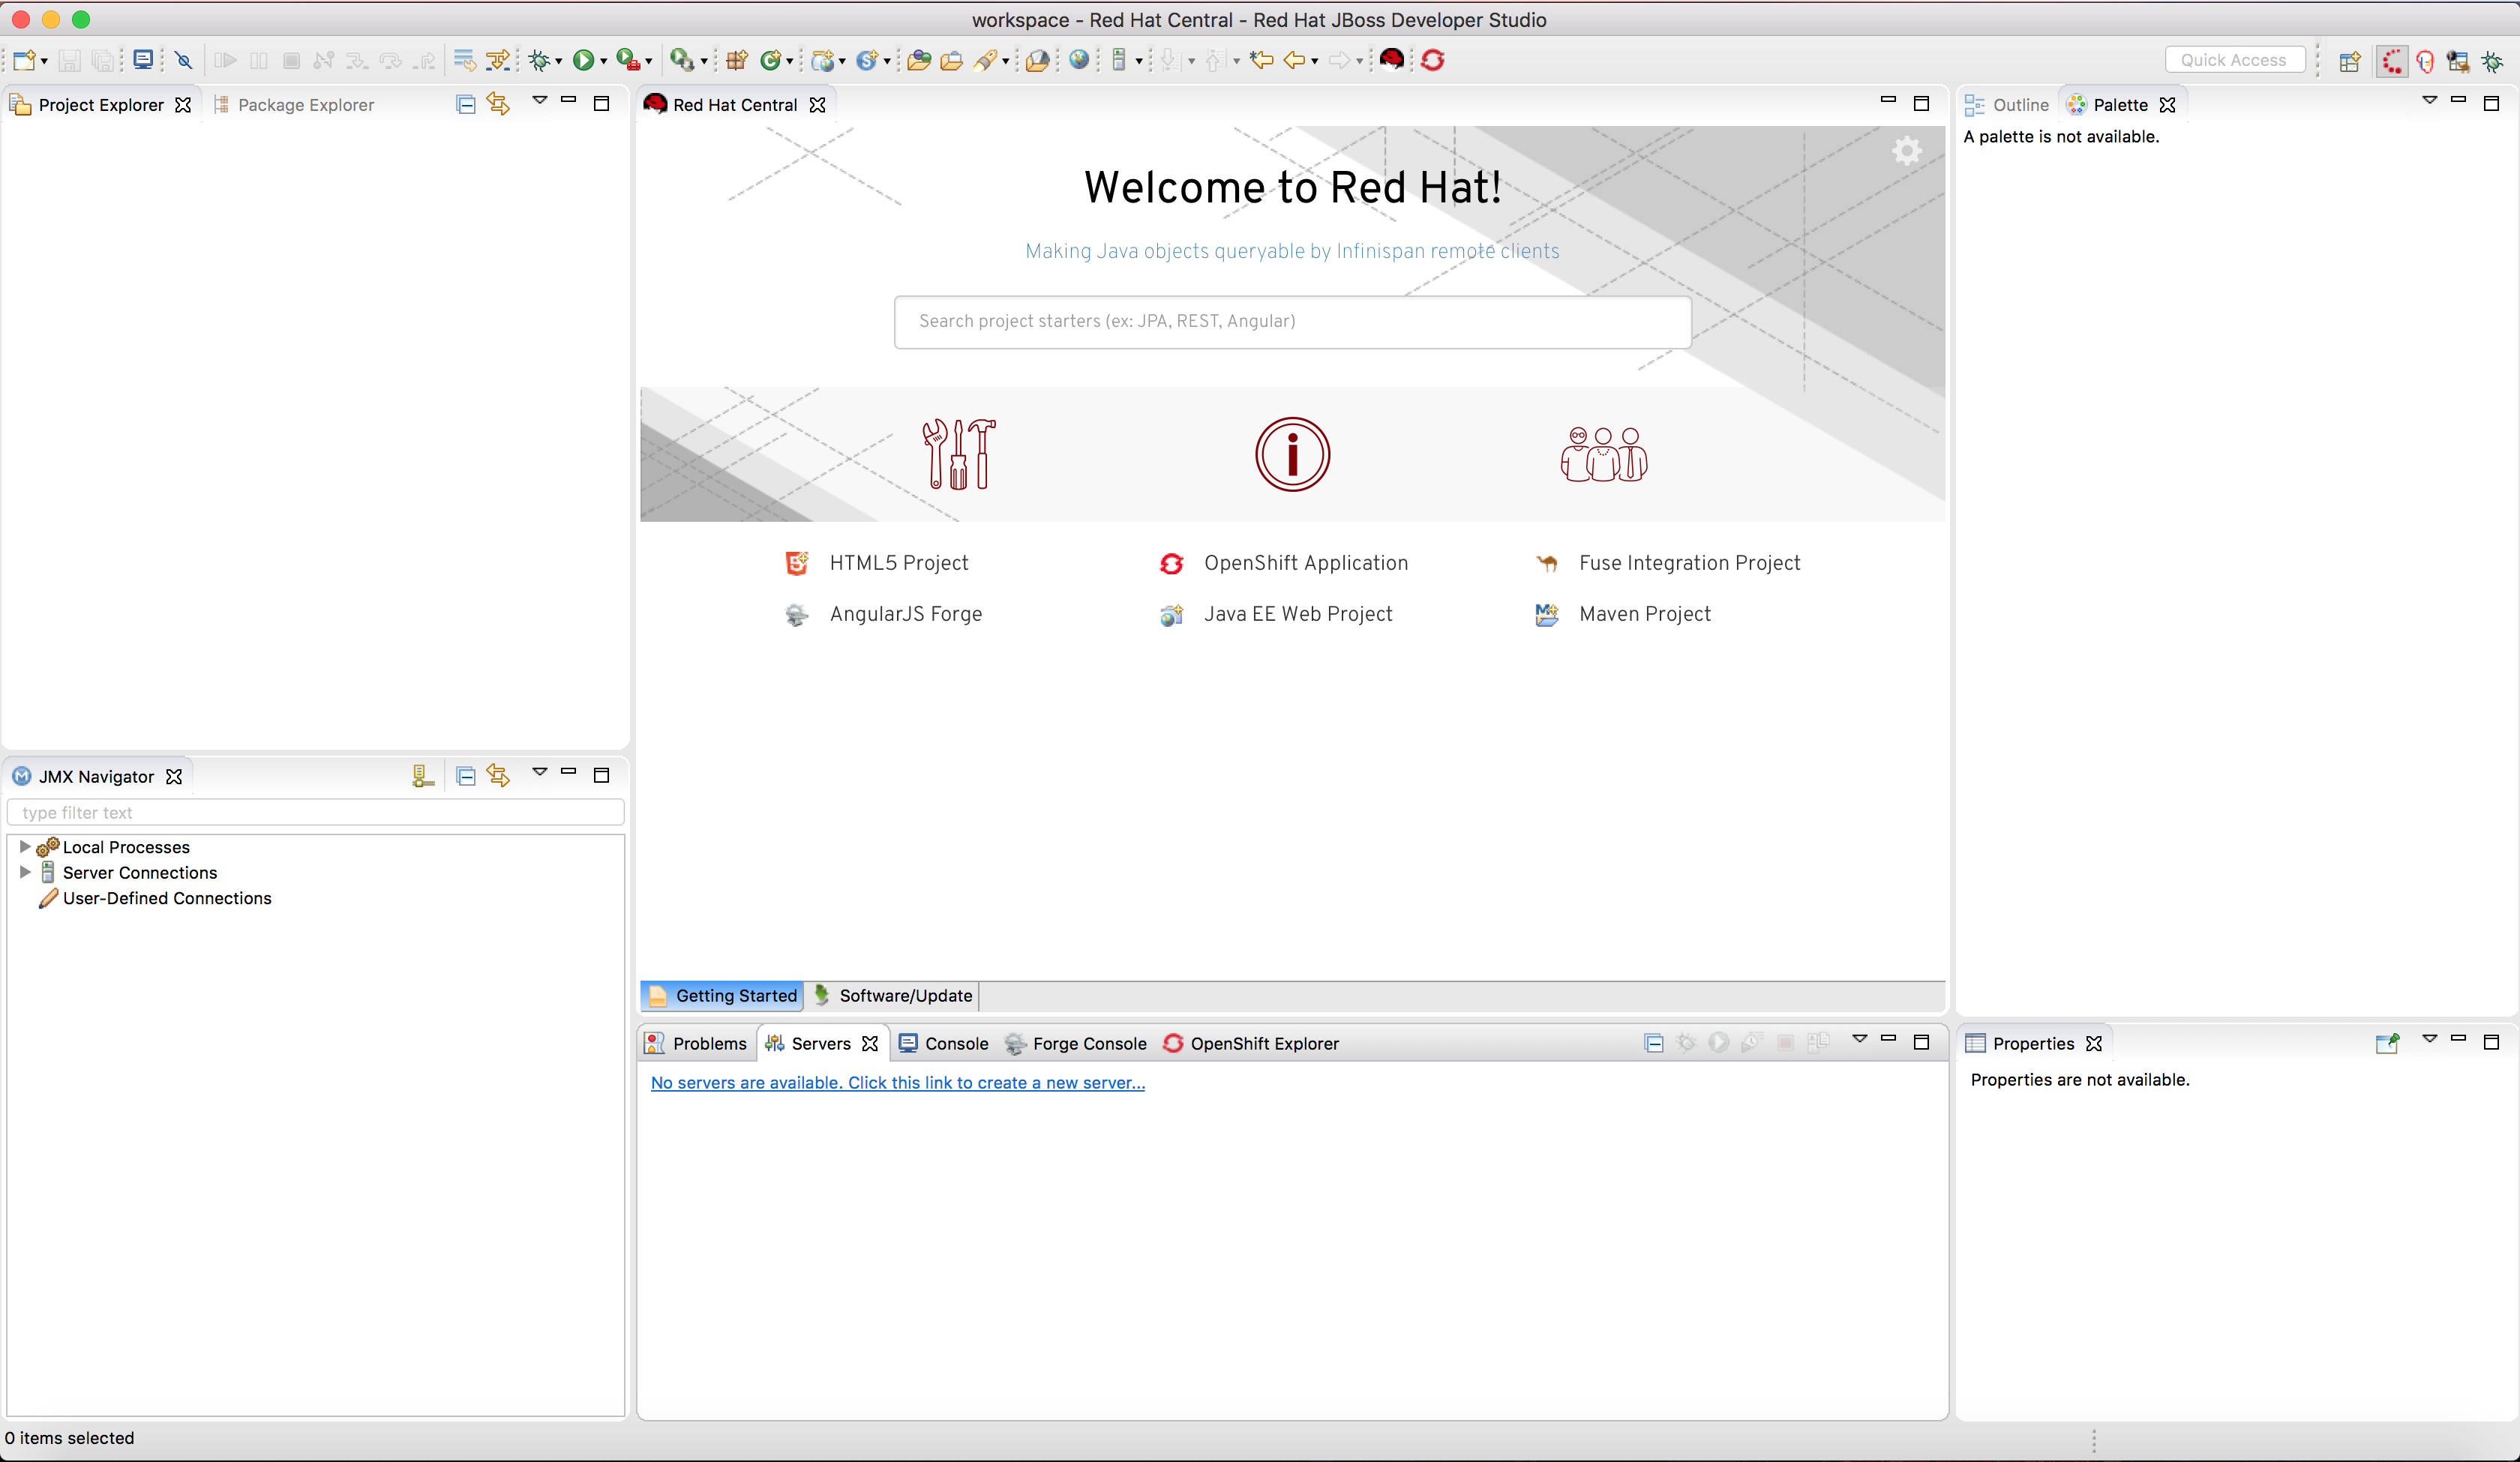 workspace - Red Hat Central - Red Hat JBoss Developer Studio
Quick Access
Project Explorer
Package Explorer
Red Hat Central
Outline
Palette
A palette is not available.
Welcome to Red Hat!
Making Java objects queryable by Infinispan remote clients
Search project starters (ex: JPA, REST, Angular)
HTML5 Project
OpenShift Application
Fuse Integration Project
AngularJS Forge
Java EE Web Project
Maven Project
JMX Navigator
type filter text
Local Processes
Server Connections
User-Defined Connections
Getting Started
Software/Update
Problems
Servers
Console
Forge Console
OpenShift Explorer
No servers are available. Click this link to create a new server...
Properties
Properties are not available.
0 items selected